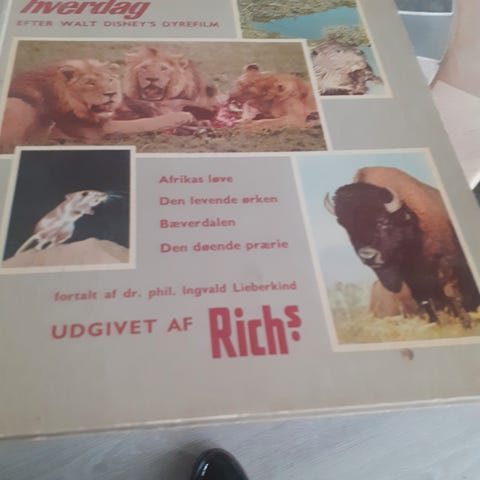 hverdag
EFTER WALT DISNEY'S DYREFILM
Afrikas løve
Den levende ørken
Bæverdalen
Den døende prærie
fortalt af dr. phil. Ingvald Lieberkind
UDGIVET AF Richs.